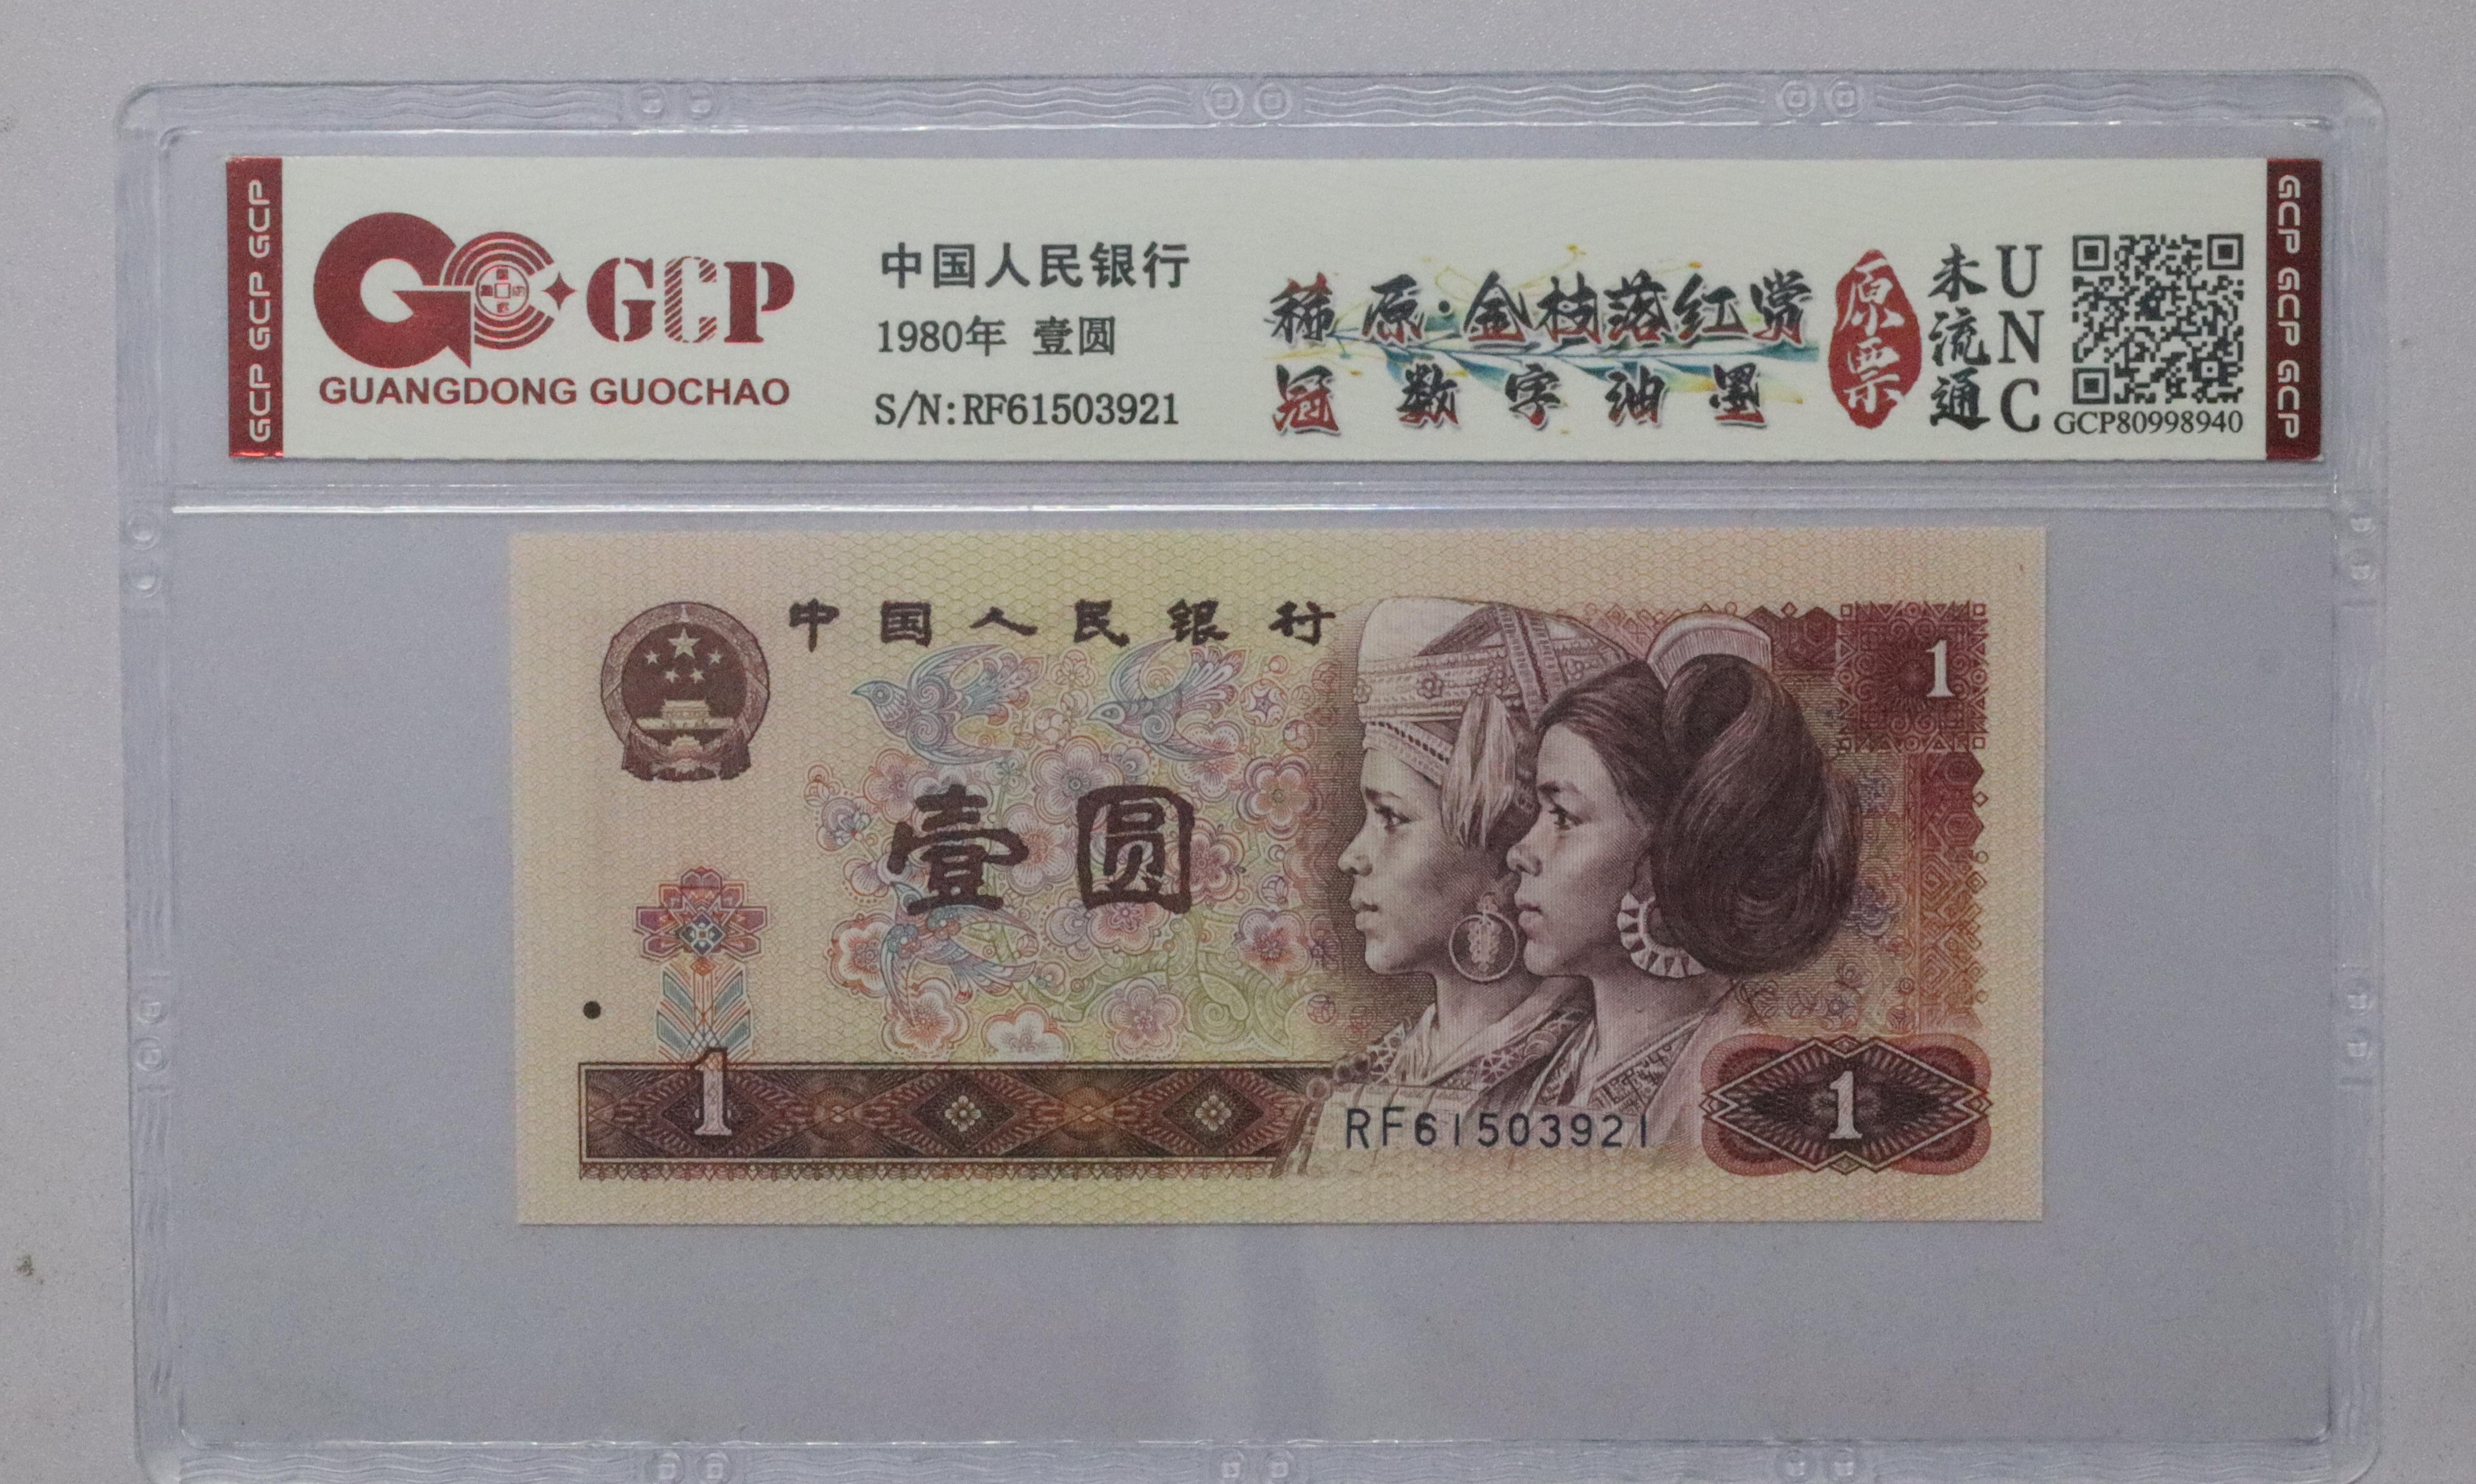 GCP GCP GCP
GCP
GUANGDONG GUOCHAO
中国人民银行
1980年 壹圆
S/N:RF61503921
稀原·金枝落红赏
冠数字油墨
原票
未流通
UNC
GCP80998940
GCP GCP GCP
中国人民银行
1
壹圆
1
RF61503921
1